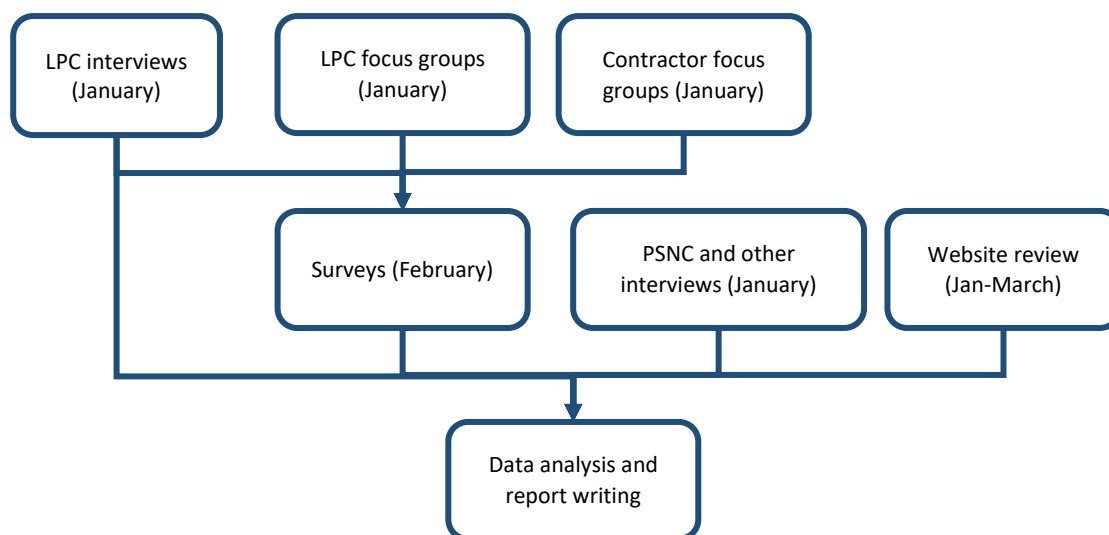 LPC interviews
(January)
LPC focus groups
(January)
Contractor focus
groups (January)
Surveys (February)
PSNC and other
interviews (January)
Website review
(Jan-March)
Data analysis and
report writing